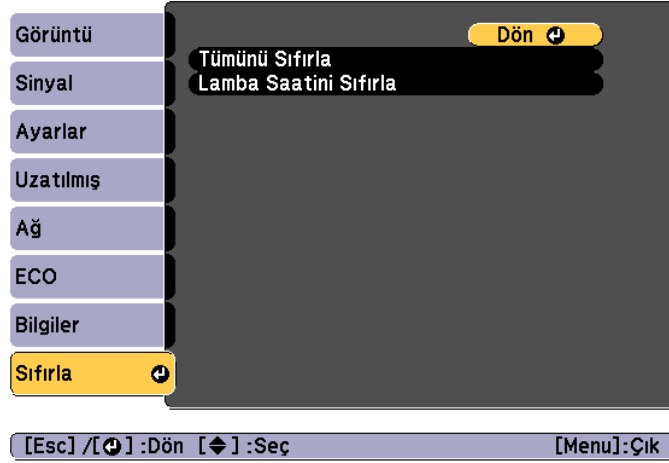 Görüntü
Sinyal
Ayarlar
Uzatılmış
Ağ
ECO
Bilgiler
Sıfırla
Dön
Tümünü Sıfırla
Lamba Saatini Sıfırla
[Esc] /[ ] :Dön [ ] :Seç [Menu]:Çık